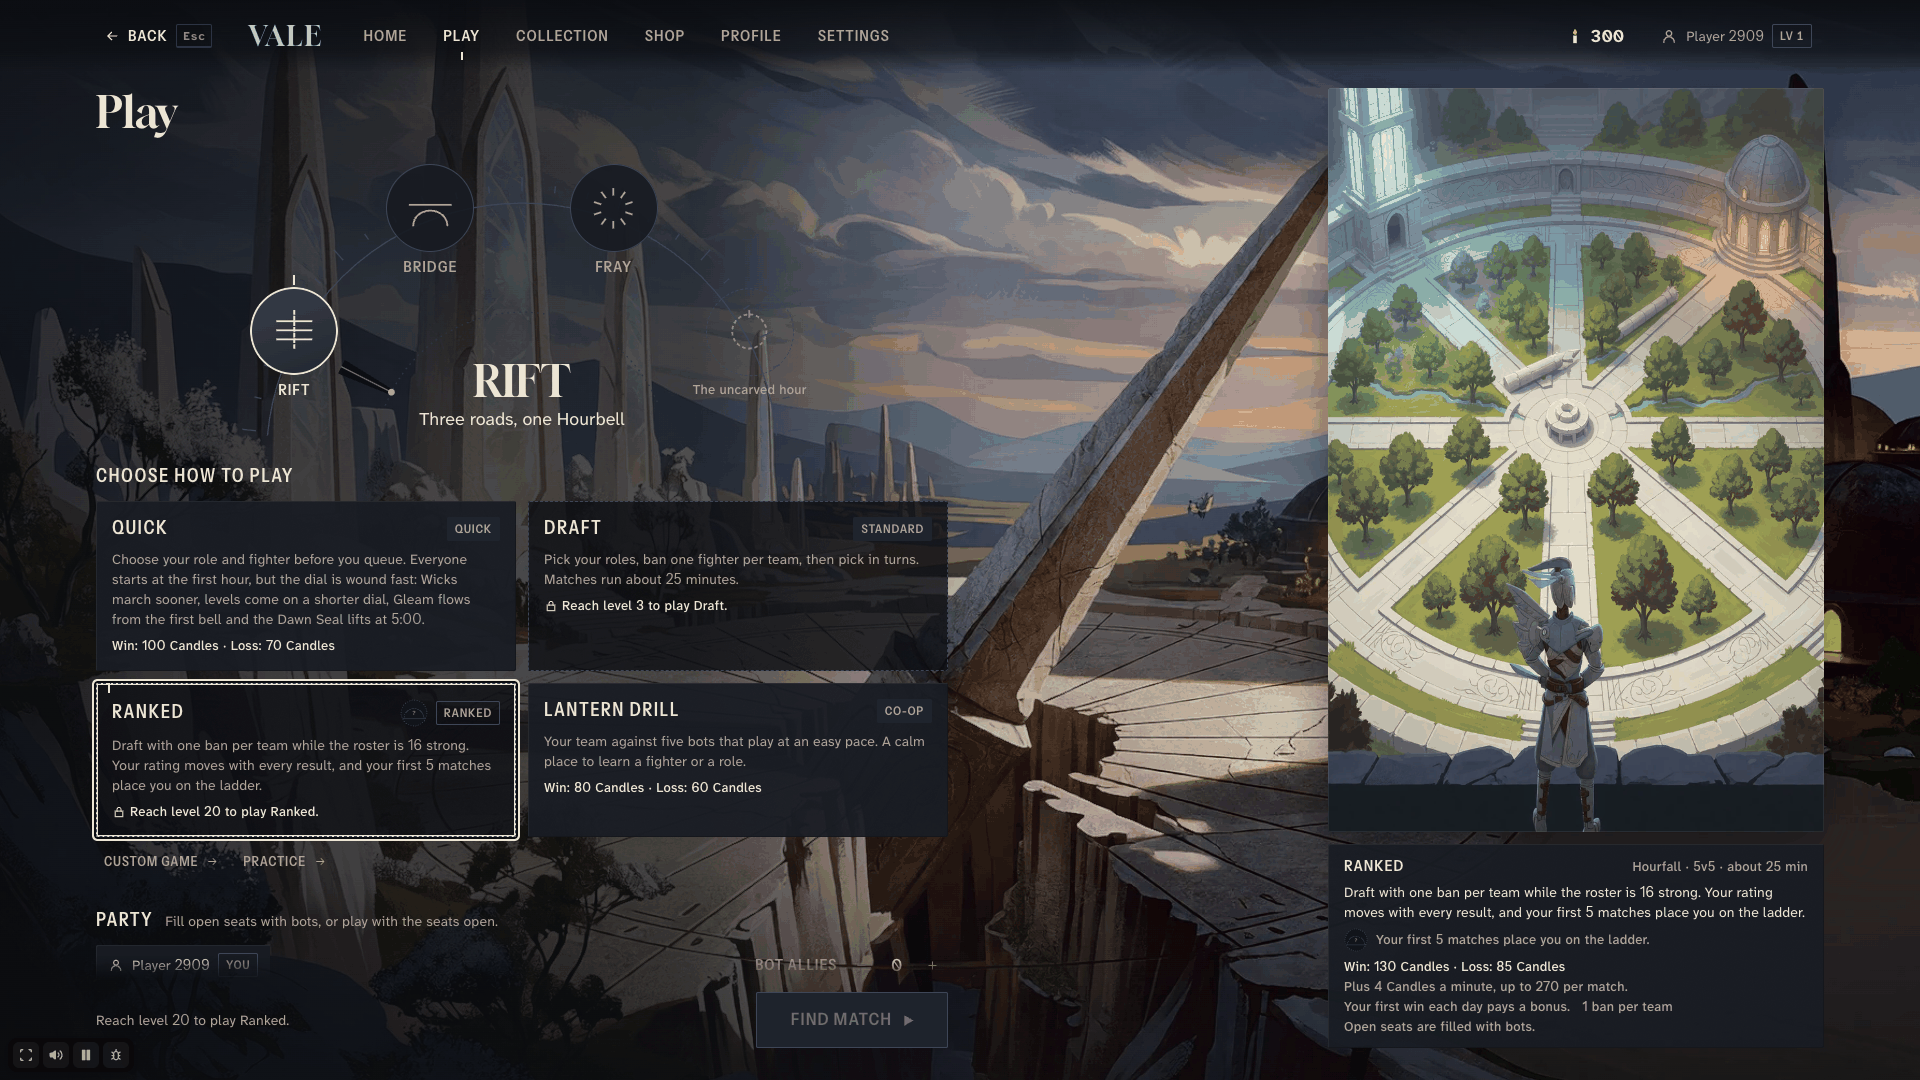 BACK Esc VALE HOME PLAY COLLECTION SHOP PROFILE SETTINGS 300 Player 2909 LV 1
Play
BRIDGE
FRAY
RIFT
RIFT
Three roads, one Hourbell
The uncarved hour
CHOOSE HOW TO PLAY
QUICK QUICK
Choose your role and fighter before you queue. Everyone
starts at the first hour, but the dial is wound fast: Wicks
march sooner, levels come on a shorter dial, Gleam flows
from the first bell and the Dawn Seal lifts at 5:00.
Win: 100 Candles · Loss: 70 Candles
DRAFT STANDARD
Pick your roles, ban one fighter per team, then pick in turns.
Matches run about 25 minutes.
Reach level 3 to play Draft.
RANKED RANKED
Draft with one ban per team while the roster is 16 strong.
Your rating moves with every result, and your first 5 matches
place you on the ladder.
Reach level 20 to play Ranked.
LANTERN DRILL CO-OP
Your team against five bots that play at an easy pace. A calm
place to learn a fighter or a role.
Win: 80 Candles · Loss: 60 Candles
CUSTOM GAME → PRACTICE →
PARTY Fill open seats with bots, or play with the seats open.
Player 2909 YOU
BOT ALLIES 0 +
Reach level 20 to play Ranked.
FIND MATCH
RANKED Hourfall · 5v5 · about 25 min
Draft with one ban per team while the roster is 16 strong. Your rating
moves with every result, and your first 5 matches place you on the ladder.
Your first 5 matches place you on the ladder.
Win: 130 Candles · Loss: 85 Candles
Plus 4 Candles a minute, up to 270 per match.
Your first win each day pays a bonus. 1 ban per team
Open seats are filled with bots.